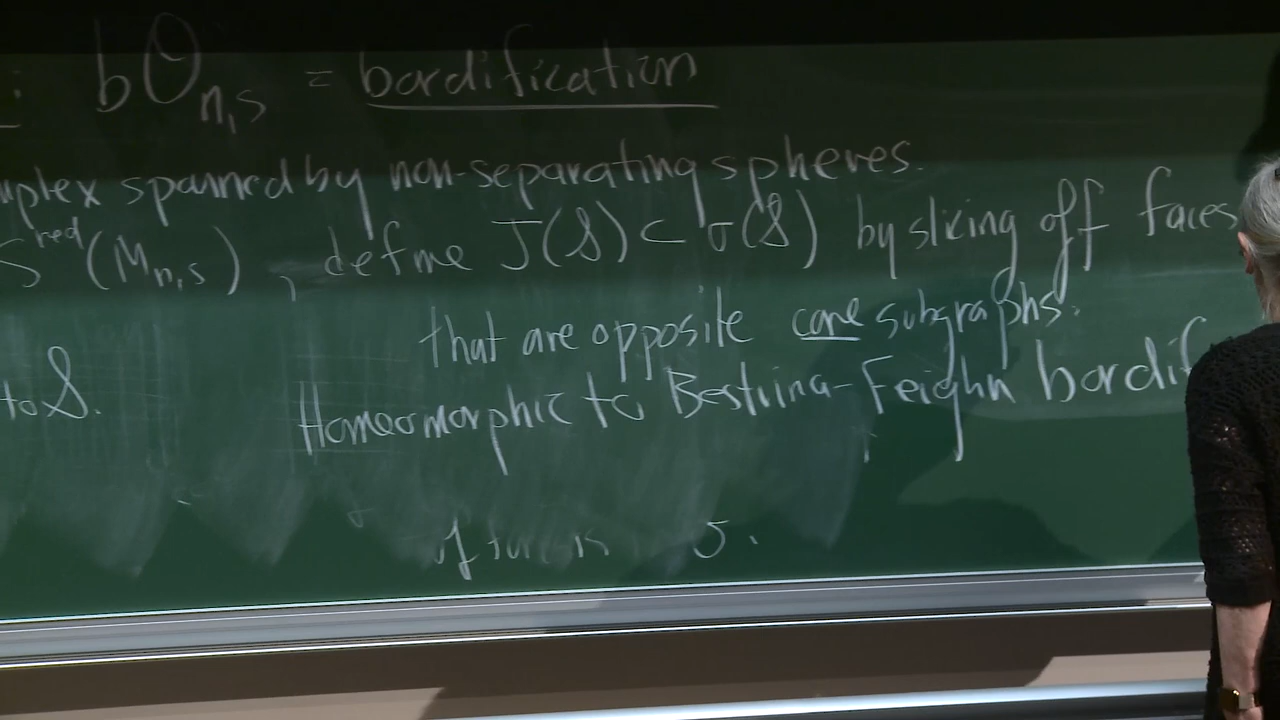 : bO_{n,s} = bordification
mplex spanned by non-separating spheres.
S^{red}(M_{n,s}), define J(𝒮) ⊂ σ(𝒮) by slicing off faces
that are opposite core subgraphs.
to 𝒮.
Homeomorphic to Bestvina-Feighn bordif